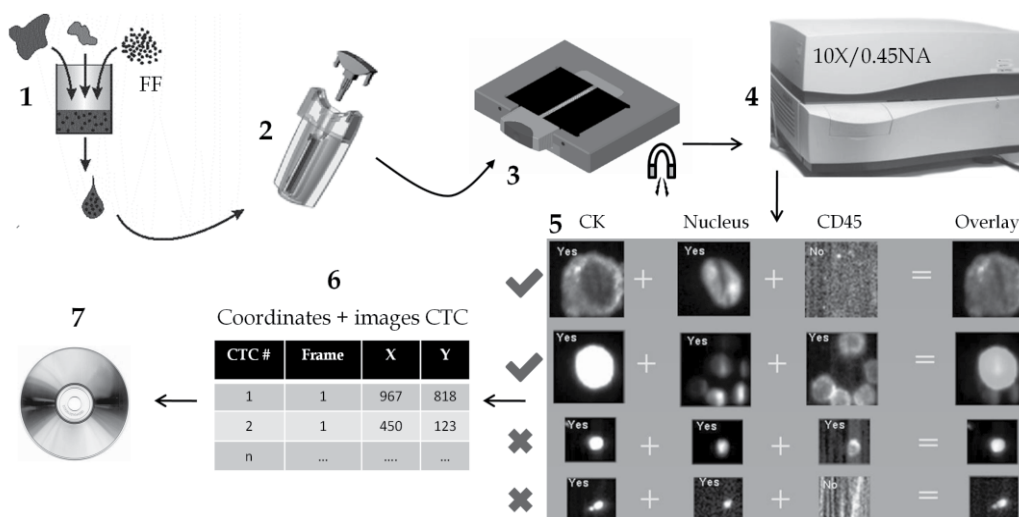 1
FF
2
3
10X/0.45NA
4
5 CK Nucleus CD45 Overlay
Yes Yes No
Yes
Yes Yes Yes
Yes Yes No
6
Coordinates + images CTC
CTC # Frame X Y
1 1 967 818
2 1 450 123
n ... .... ...
7